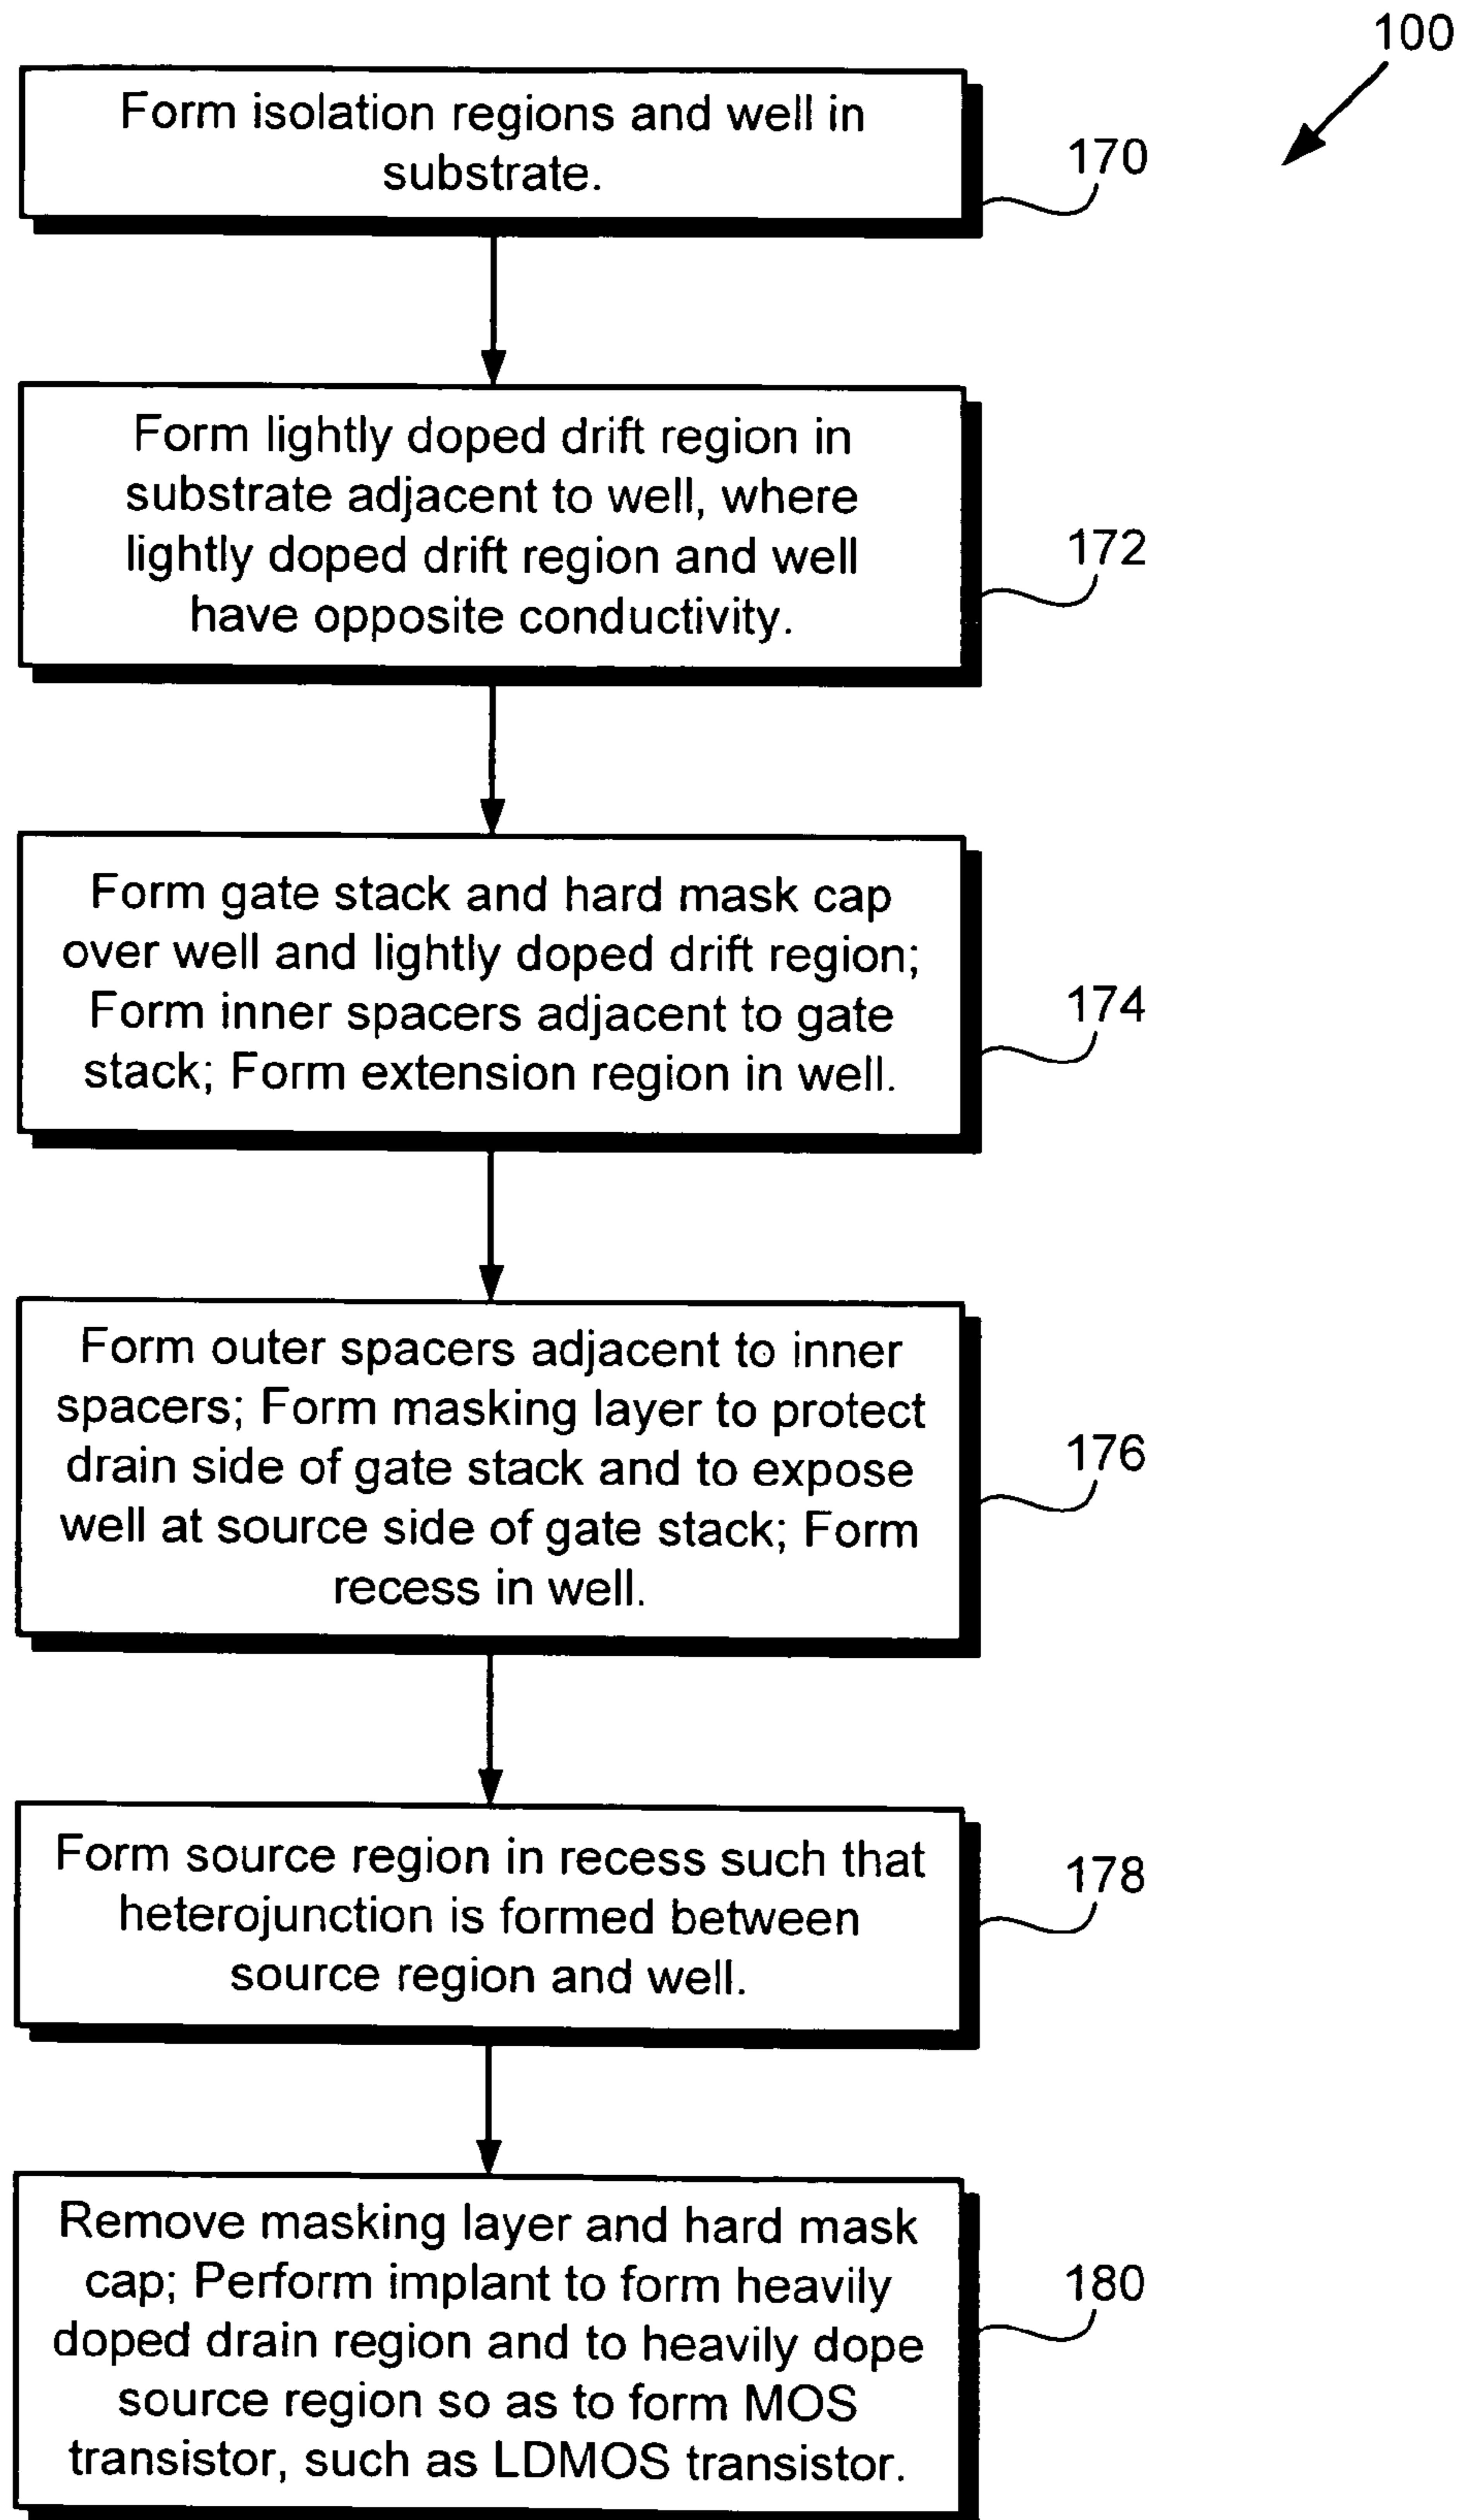 100
Form isolation regions and well in
substrate.
170
Form lightly doped drift region in
substrate adjacent to well, where
lightly doped drift region and well
have opposite conductivity.
172
Form gate stack and hard mask cap
over well and lightly doped drift region;
Form inner spacers adjacent to gate
stack; Form extension region in well.
174
Form outer spacers adjacent to inner
spacers; Form masking layer to protect
drain side of gate stack and to expose
well at source side of gate stack; Form
recess in well.
176
Form source region in recess such that
heterojunction is formed between
source region and well.
178
Remove masking layer and hard mask
cap; Perform implant to form heavily
doped drain region and to heavily dope
source region so as to form MOS
transistor, such as LDMOS transistor.
180